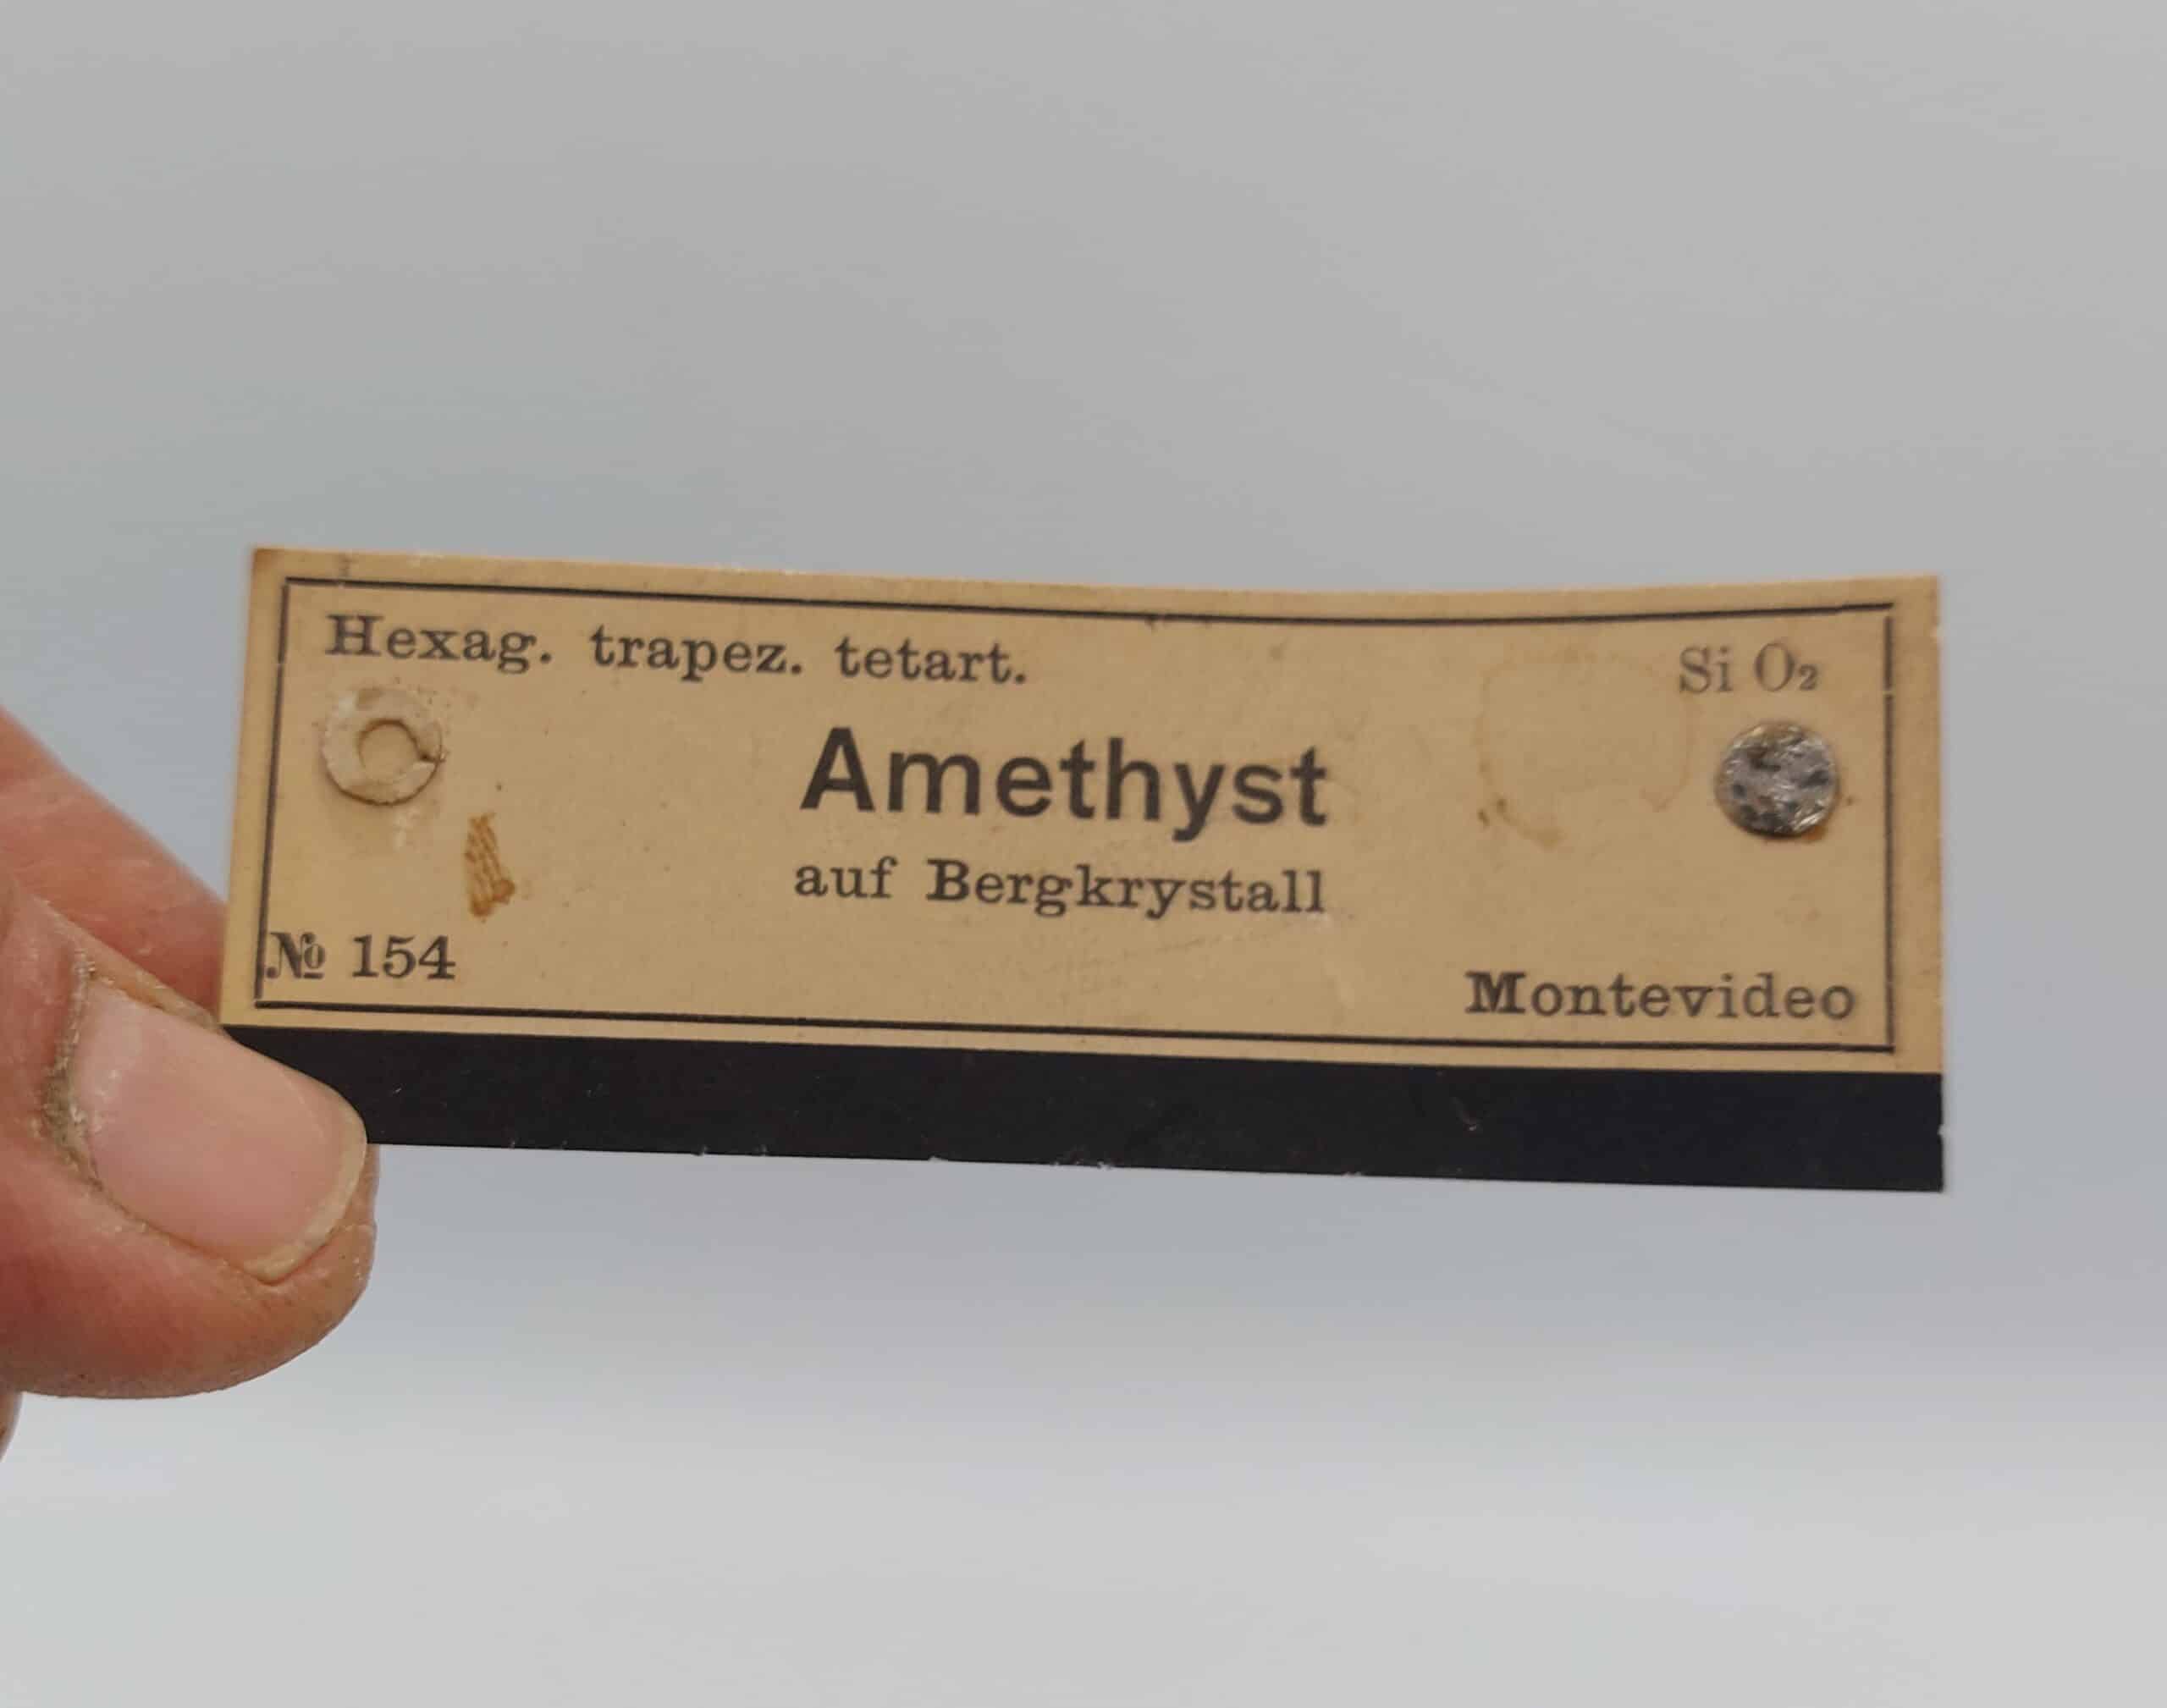 Hexag. trapez. tetart.
Si O₂
Amethyst
auf Bergkrystall
№ 154
Montevideo